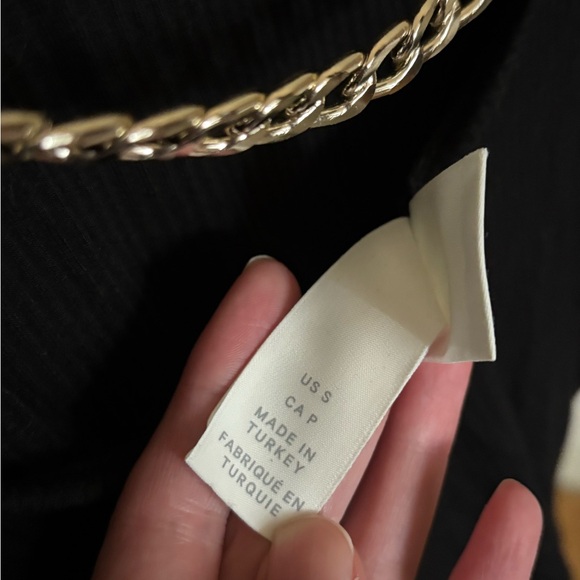 US S
CA P
MADE IN
TURKEY
FABRIQUÉ EN
TURQUIE